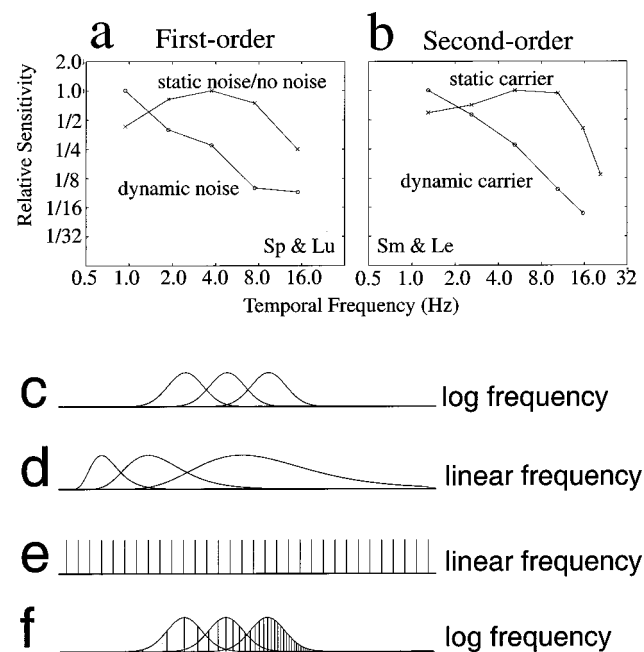 a First-order
b Second-order
Relative Sensitivity
2.0
1.0
1/2
1/4
1/8
1/16
1/32
static noise/no noise
dynamic noise
Sp & Lu
static carrier
dynamic carrier
Sm & Le
0.5 1.0 2.0 4.0 8.0 16.0
0.5 1.0 2.0 4.0 8.0 16.0 32
Temporal Frequency (Hz)
c log frequency
d linear frequency
e linear frequency
f log frequency